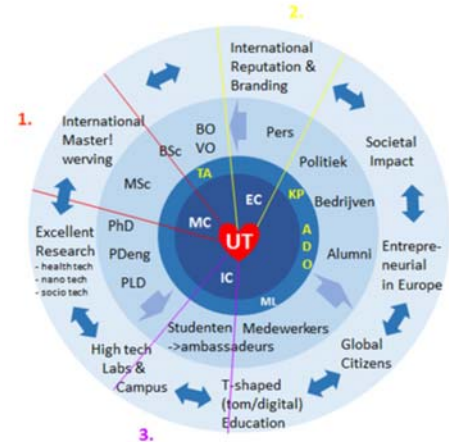 2.
International
Reputation &
Branding
1.
International
Master!
werving
Societal
Impact
Excellent
Research
- health tech
- nano tech
- socio tech
Entrepre-
neurial
in Europe
High tech
Labs &
Campus
Global
Citizens
T-shaped
(tom/digital)
Education
3.
BO
VO
BSc
MSc
PhD
PDeng
PLD
Pers
Politiek
Bedrijven
Alumni
Studenten
->ambassadeurs
Medewerkers
TA
KP
A
D
O
ML
EC
MC
IC
UT